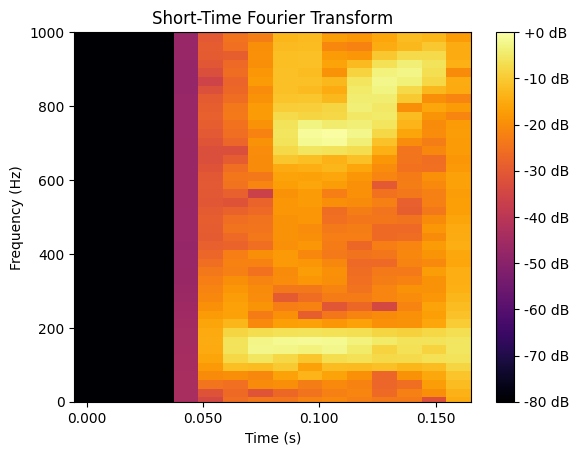 Short-Time Fourier Transform
1000
800
600
400
200
0
Frequency (Hz)
0.000
0.050
0.100
0.150
Time (s)
+0 dB
-10 dB
-20 dB
-30 dB
-40 dB
-50 dB
-60 dB
-70 dB
-80 dB